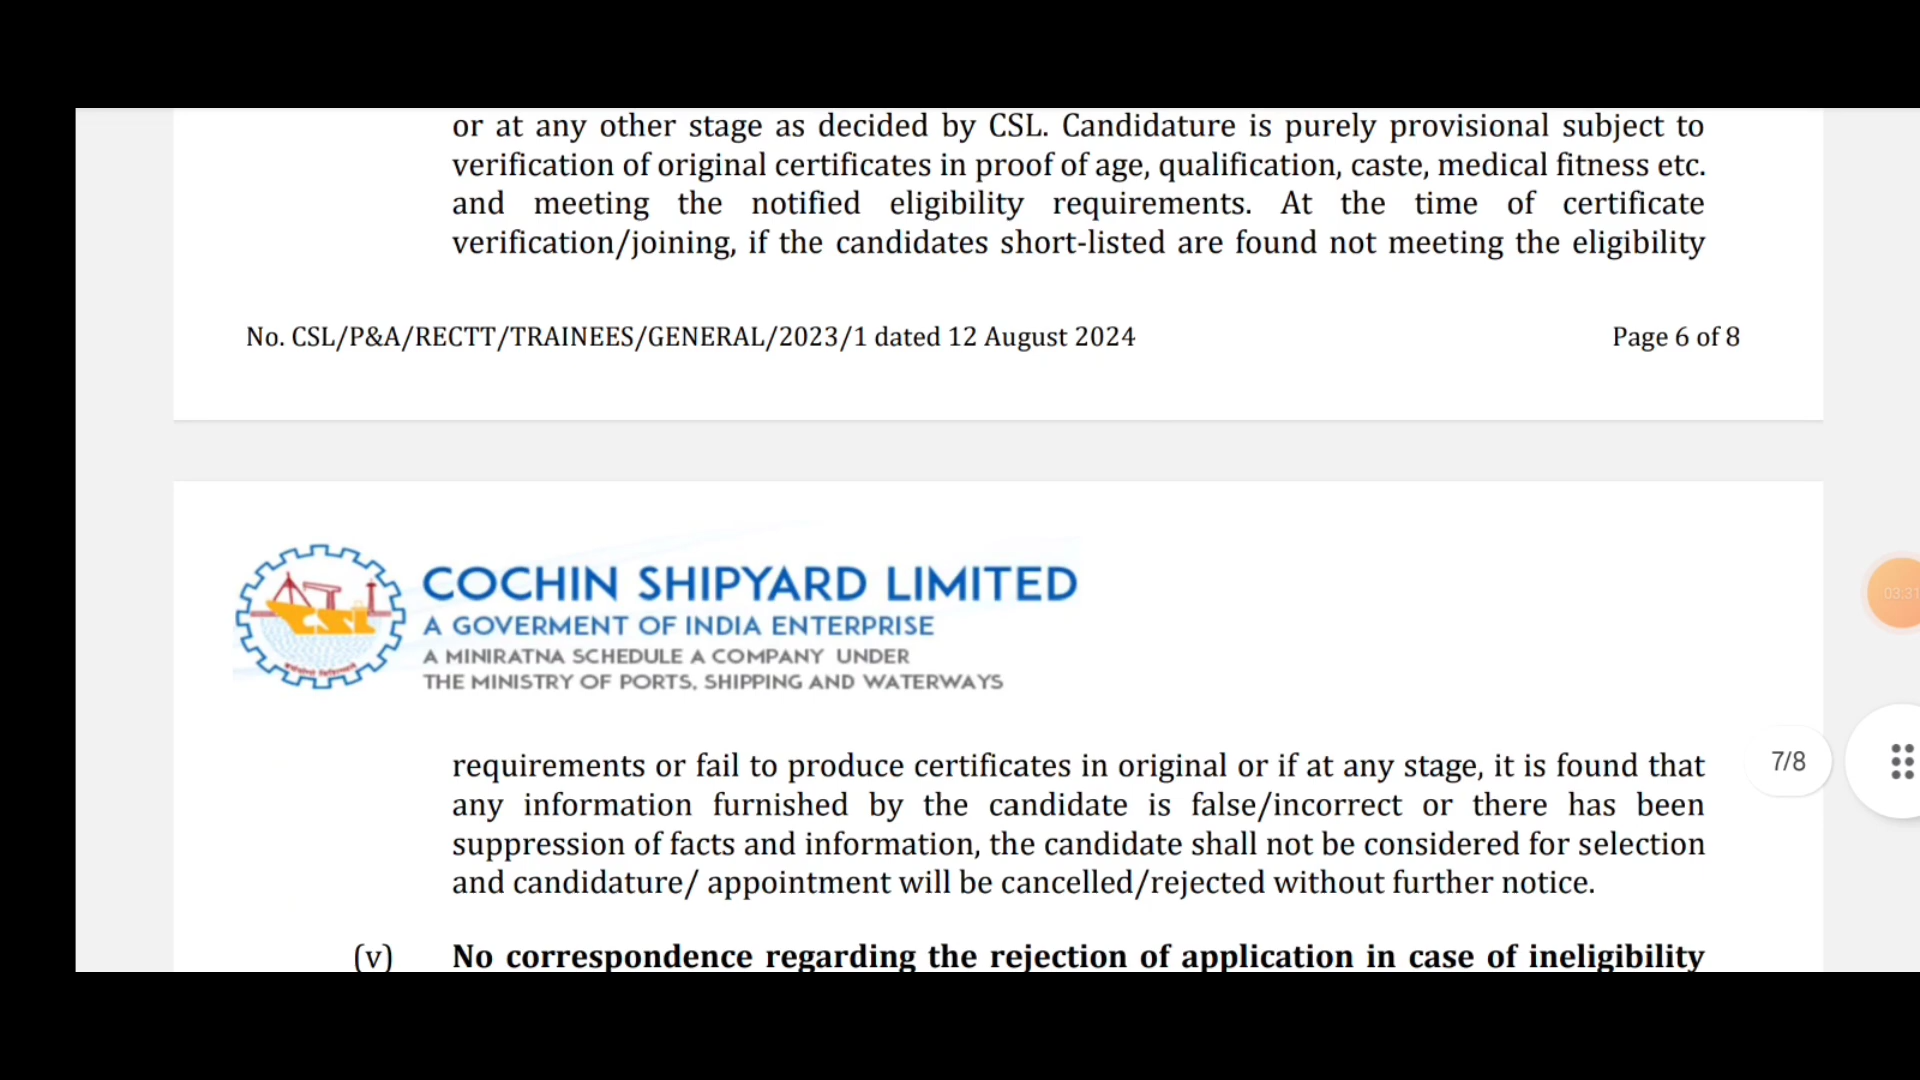 or at any other stage as decided by CSL. Candidature is purely provisional subject to
verification of original certificates in proof of age, qualification, caste, medical fitness etc.
and meeting the notified eligibility requirements. At the time of certificate
verification/joining, if the candidates short-listed are found not meeting the eligibility
No. CSL/P&A/RECTT/TRAINEES/GENERAL/2023/1 dated 12 August 2024
Page 6 of 8
COCHIN SHIPYARD LIMITED
A GOVERMENT OF INDIA ENTERPRISE
A MINIRATNA SCHEDULE A COMPANY UNDER
THE MINISTRY OF PORTS, SHIPPING AND WATERWAYS
CSL
requirements or fail to produce certificates in original or if at any stage, it is found that
any information furnished by the candidate is false/incorrect or there has been
suppression of facts and information, the candidate shall not be considered for selection
and candidature/ appointment will be cancelled/rejected without further notice.
(v) No correspondence regarding the rejection of application in case of ineligibility
7/8
03:31